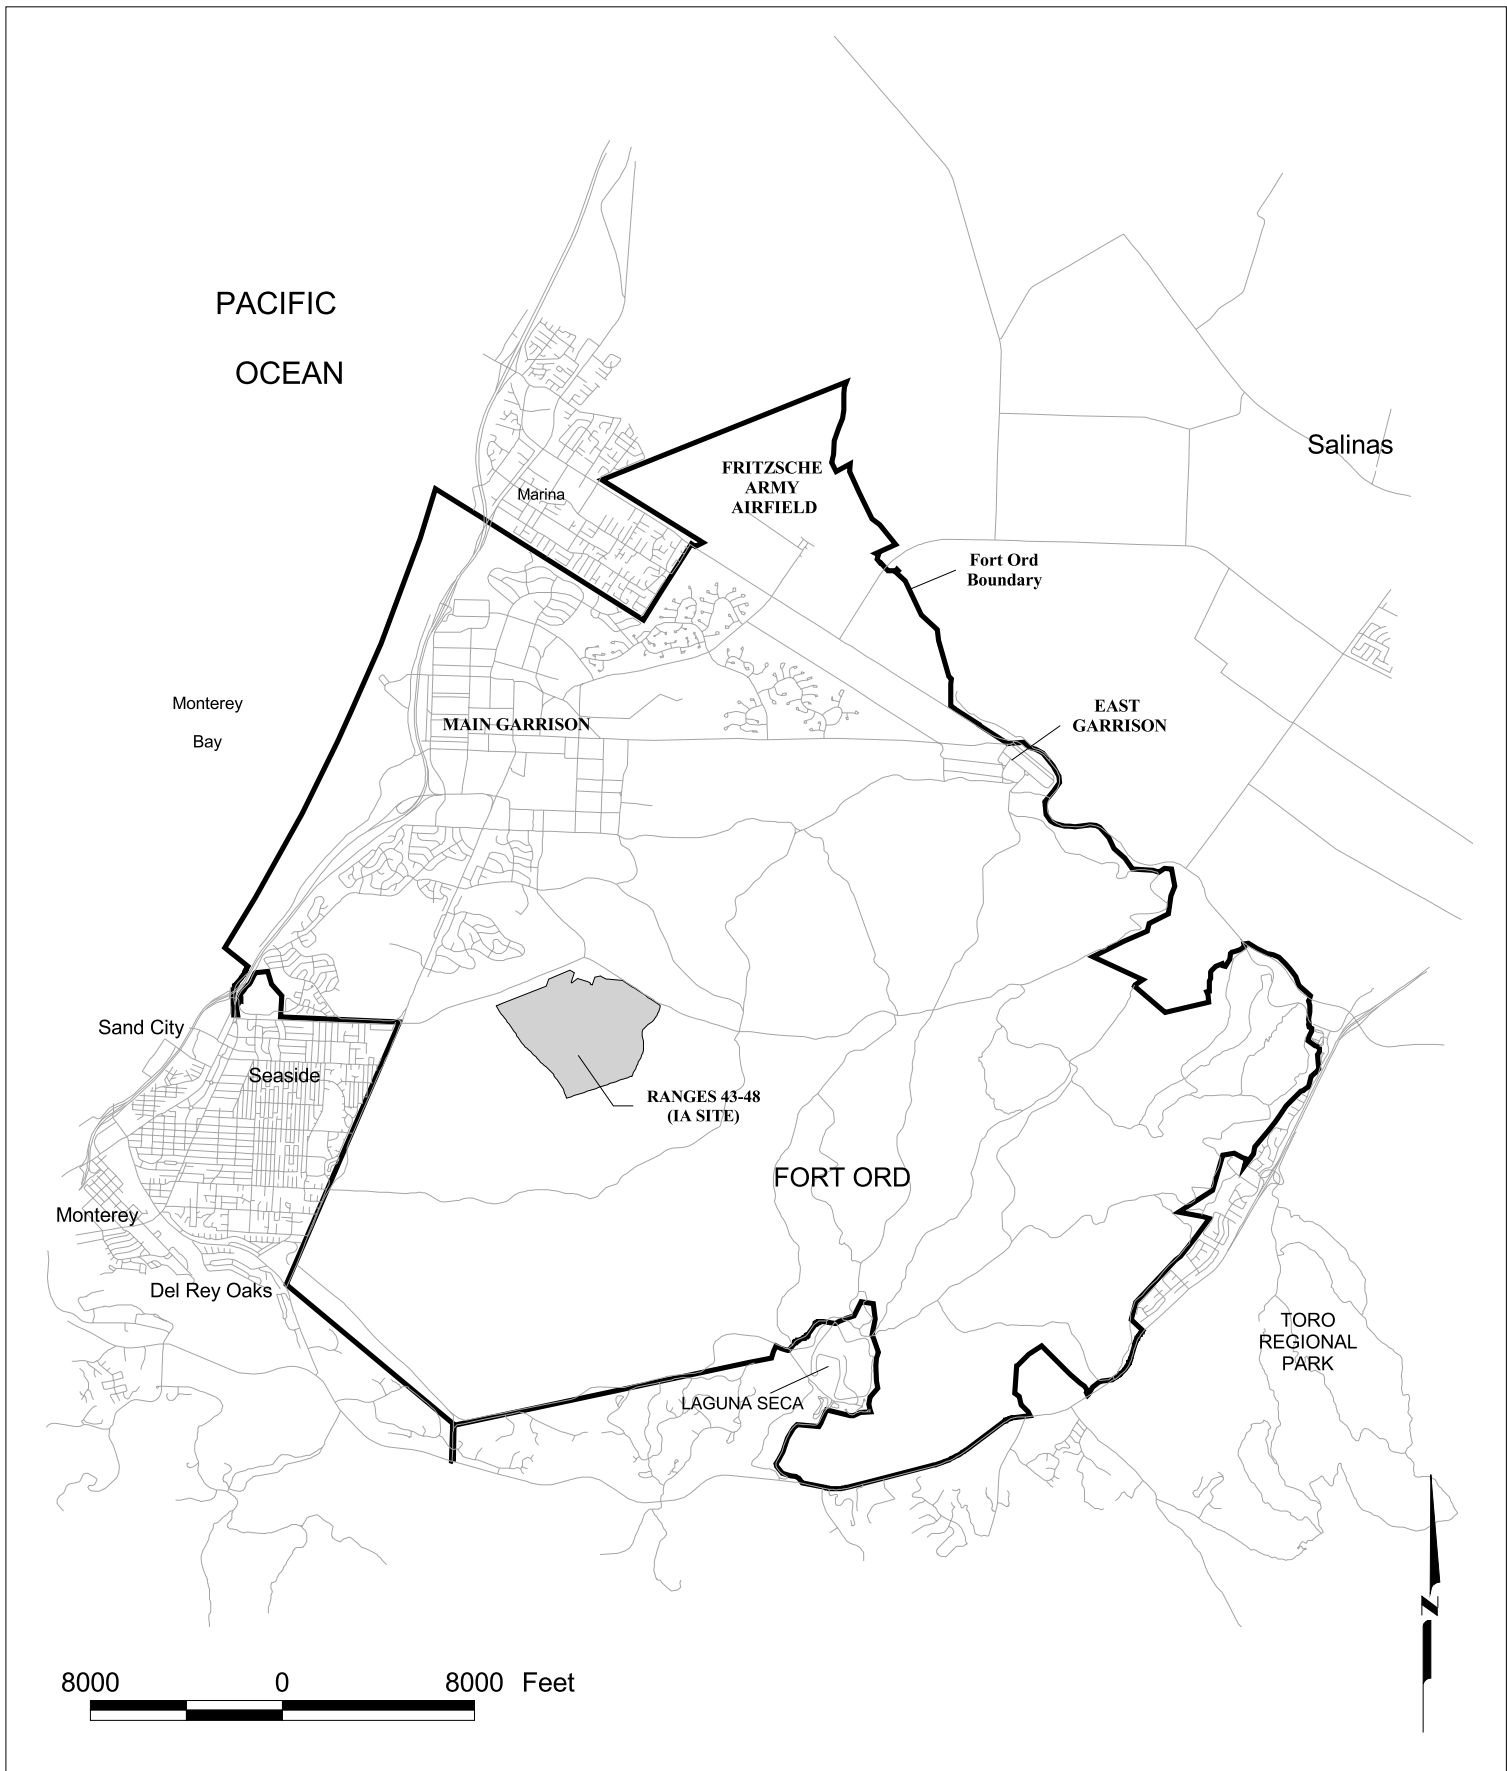 PACIFIC
OCEAN
Salinas
FRITZSCHE
ARMY
AIRFIELD
Marina
Fort Ord
Boundary
Monterey
Bay
MAIN GARRISON
EAST
GARRISON
Sand City
Seaside
RANGES 43-48
(IA SITE)
FORT ORD
Monterey
Del Rey Oaks
TORO
REGIONAL
PARK
LAGUNA SECA
N
8000 0 8000 Feet